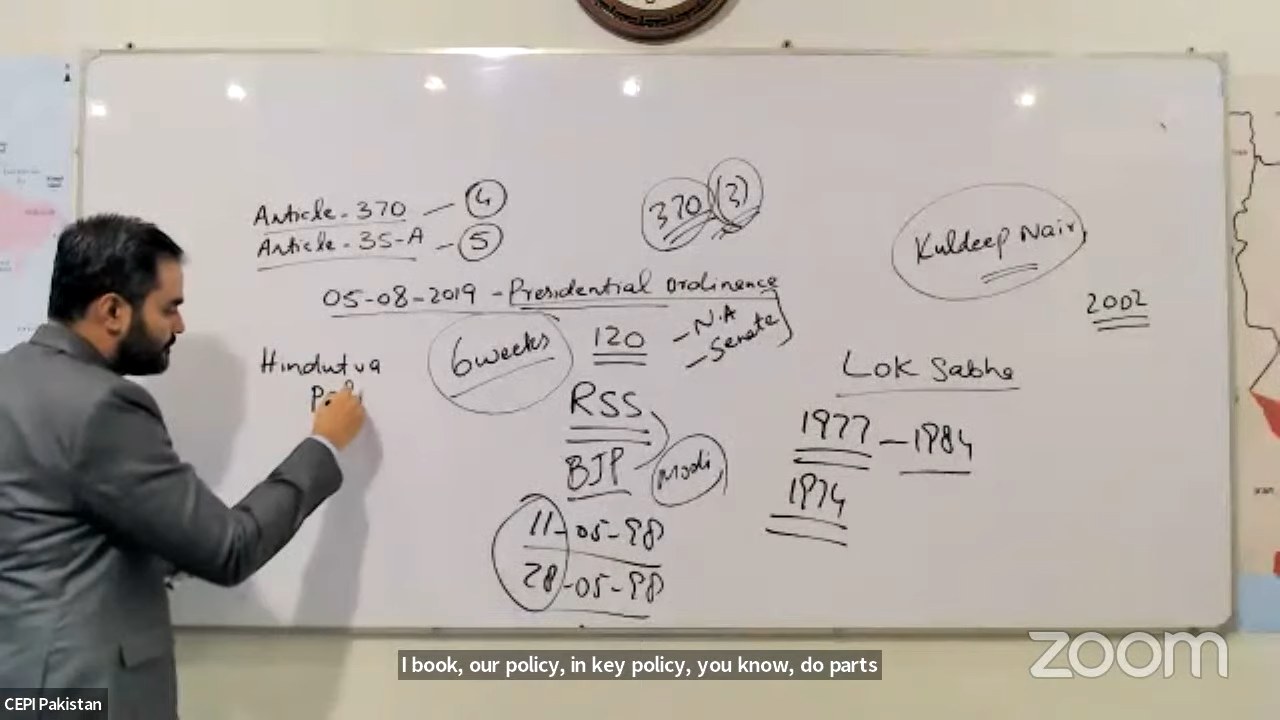 Article - 370 — 4
Article - 35-A - 5
370 (3)
05-08-2019 - Presidential Ordinence
6 weeks
120
- N.A
- Senate
Kuldeep Nair
2002
Hindutva
RSS
BJP
Modi
Lok Sabha
1977 - 1984
1974
11-05-98
28-05-98
I book, our policy, in key policy, you know, do parts
zoom
CEPI Pakistan